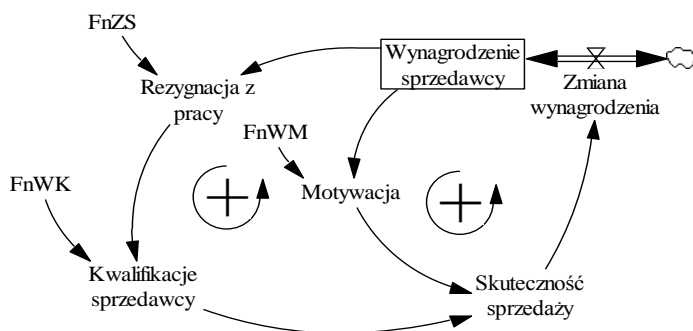 FnZS
Wynagrodzenie
sprzedawcy
Rezygnacja z
pracy
Zmiana
wynagrodzenia
FnWM
FnWK
Motywacja
Kwalifikacje
sprzedawcy
Skuteczność
sprzedaży